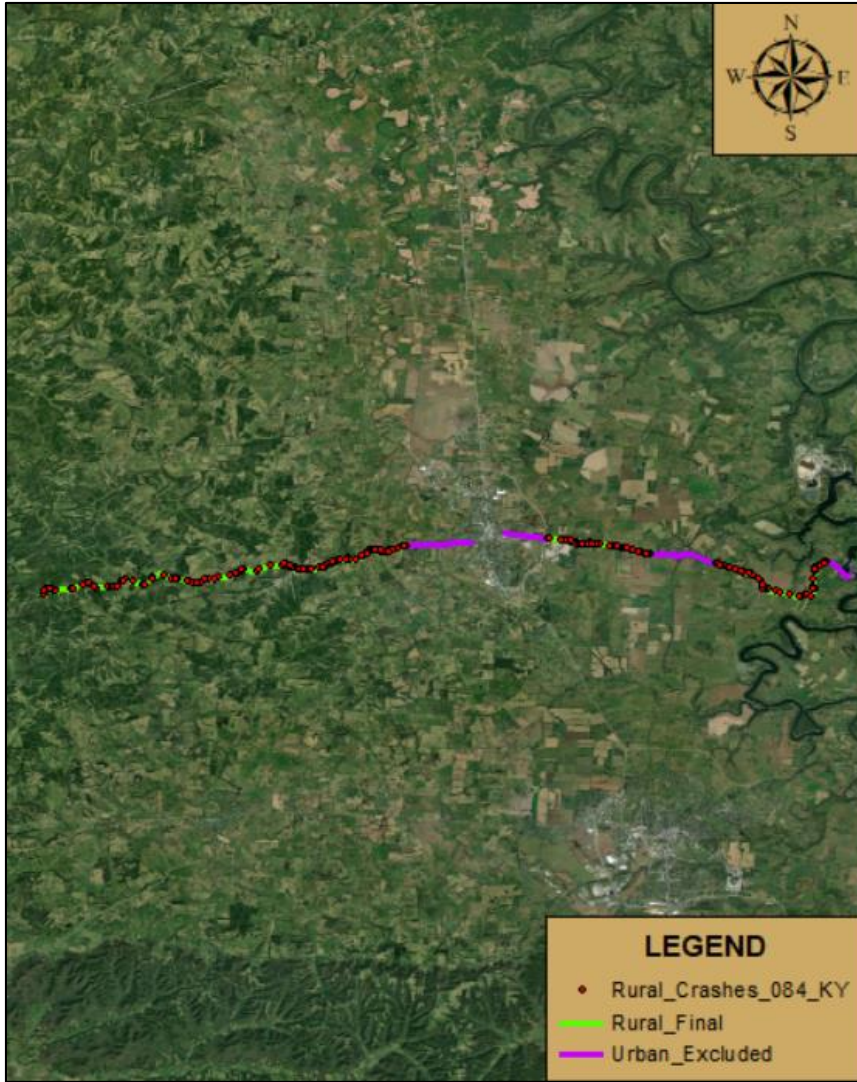 N
W E
S
LEGEND
Rural_Crashes_084_KY
Rural_Final
Urban_Excluded